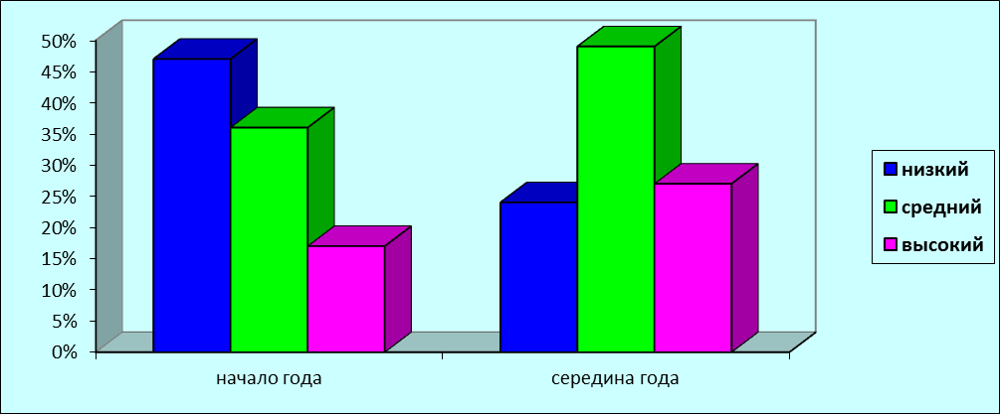 50%
45%
40%
35%
30%
25%
20%
15%
10%
5%
0%
начало года
середина года
низкий
средний
высокий